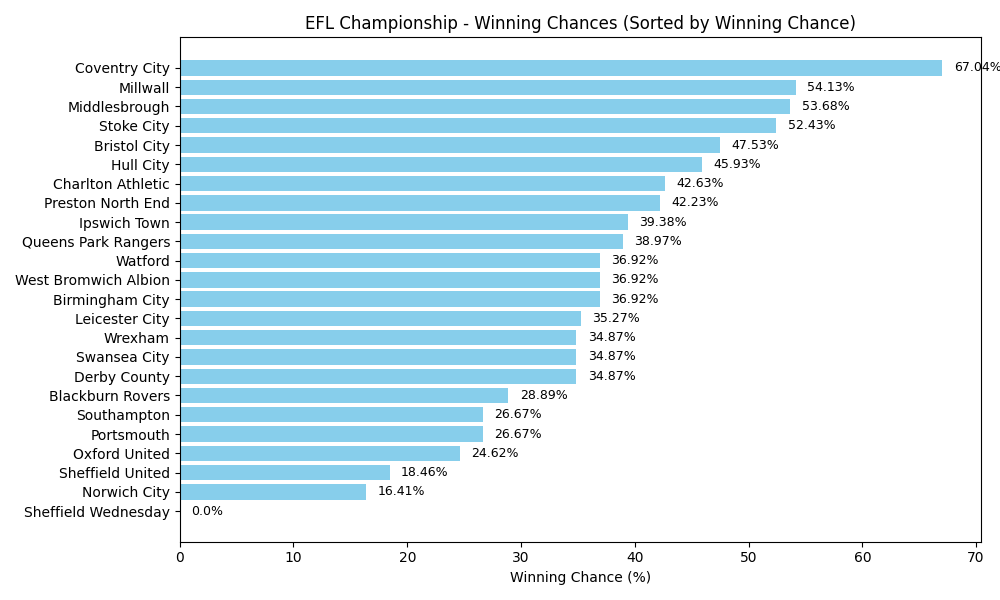 EFL Championship - Winning Chances (Sorted by Winning Chance)
Coventry City 67.04%
Millwall 54.13%
Middlesbrough 53.68%
Stoke City 52.43%
Bristol City 47.53%
Hull City 45.93%
Charlton Athletic 42.63%
Preston North End 42.23%
Ipswich Town 39.38%
Queens Park Rangers 38.97%
Watford 36.92%
West Bromwich Albion 36.92%
Birmingham City 36.92%
Leicester City 35.27%
Wrexham 34.87%
Swansea City 34.87%
Derby County 34.87%
Blackburn Rovers 28.89%
Southampton 26.67%
Portsmouth 26.67%
Oxford United 24.62%
Sheffield United 18.46%
Norwich City 16.41%
Sheffield Wednesday 0.0%
0 10 20 30 40 50 60 70
Winning Chance (%)